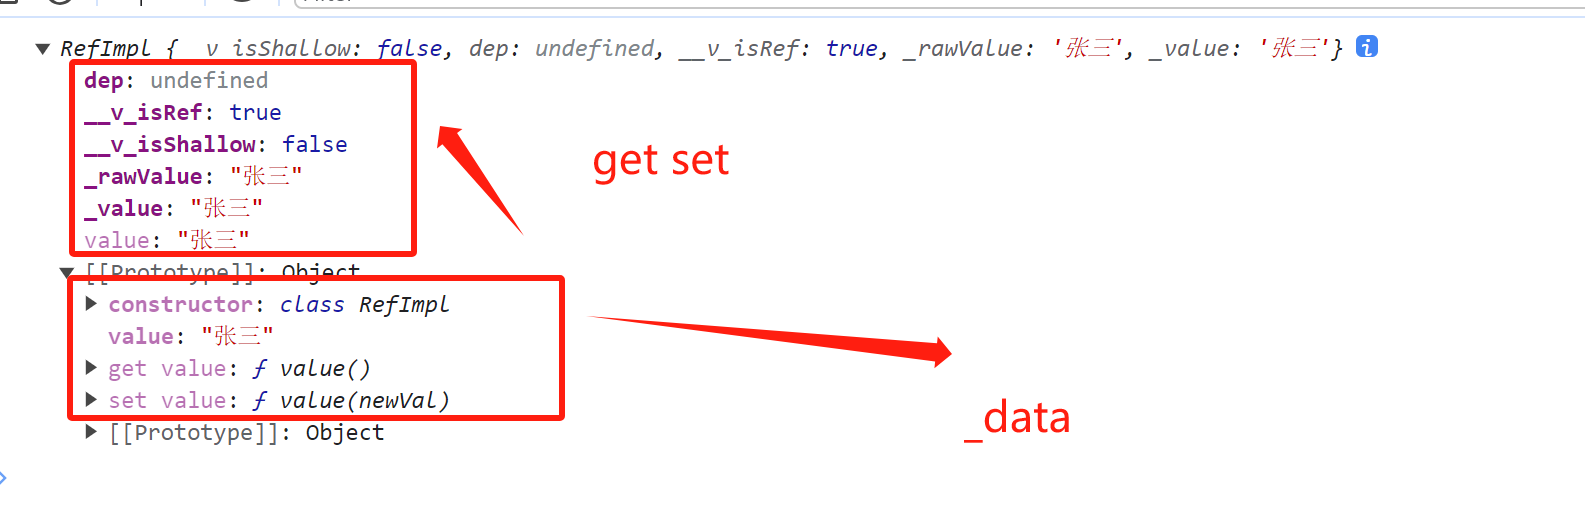 RefImpl {__v_isShallow: false, dep: undefined, __v_isRef: true, _rawValue: '张三', _value: '张三'}
dep: undefined
__v_isRef: true
__v_isShallow: false
_rawValue: "张三"
_value: "张三"
value: "张三"
get set
[[Prototype]]: Object
constructor: class RefImpl
value: "张三"
get value: ƒ value()
set value: ƒ value(newVal)
_data
[[Prototype]]: Object